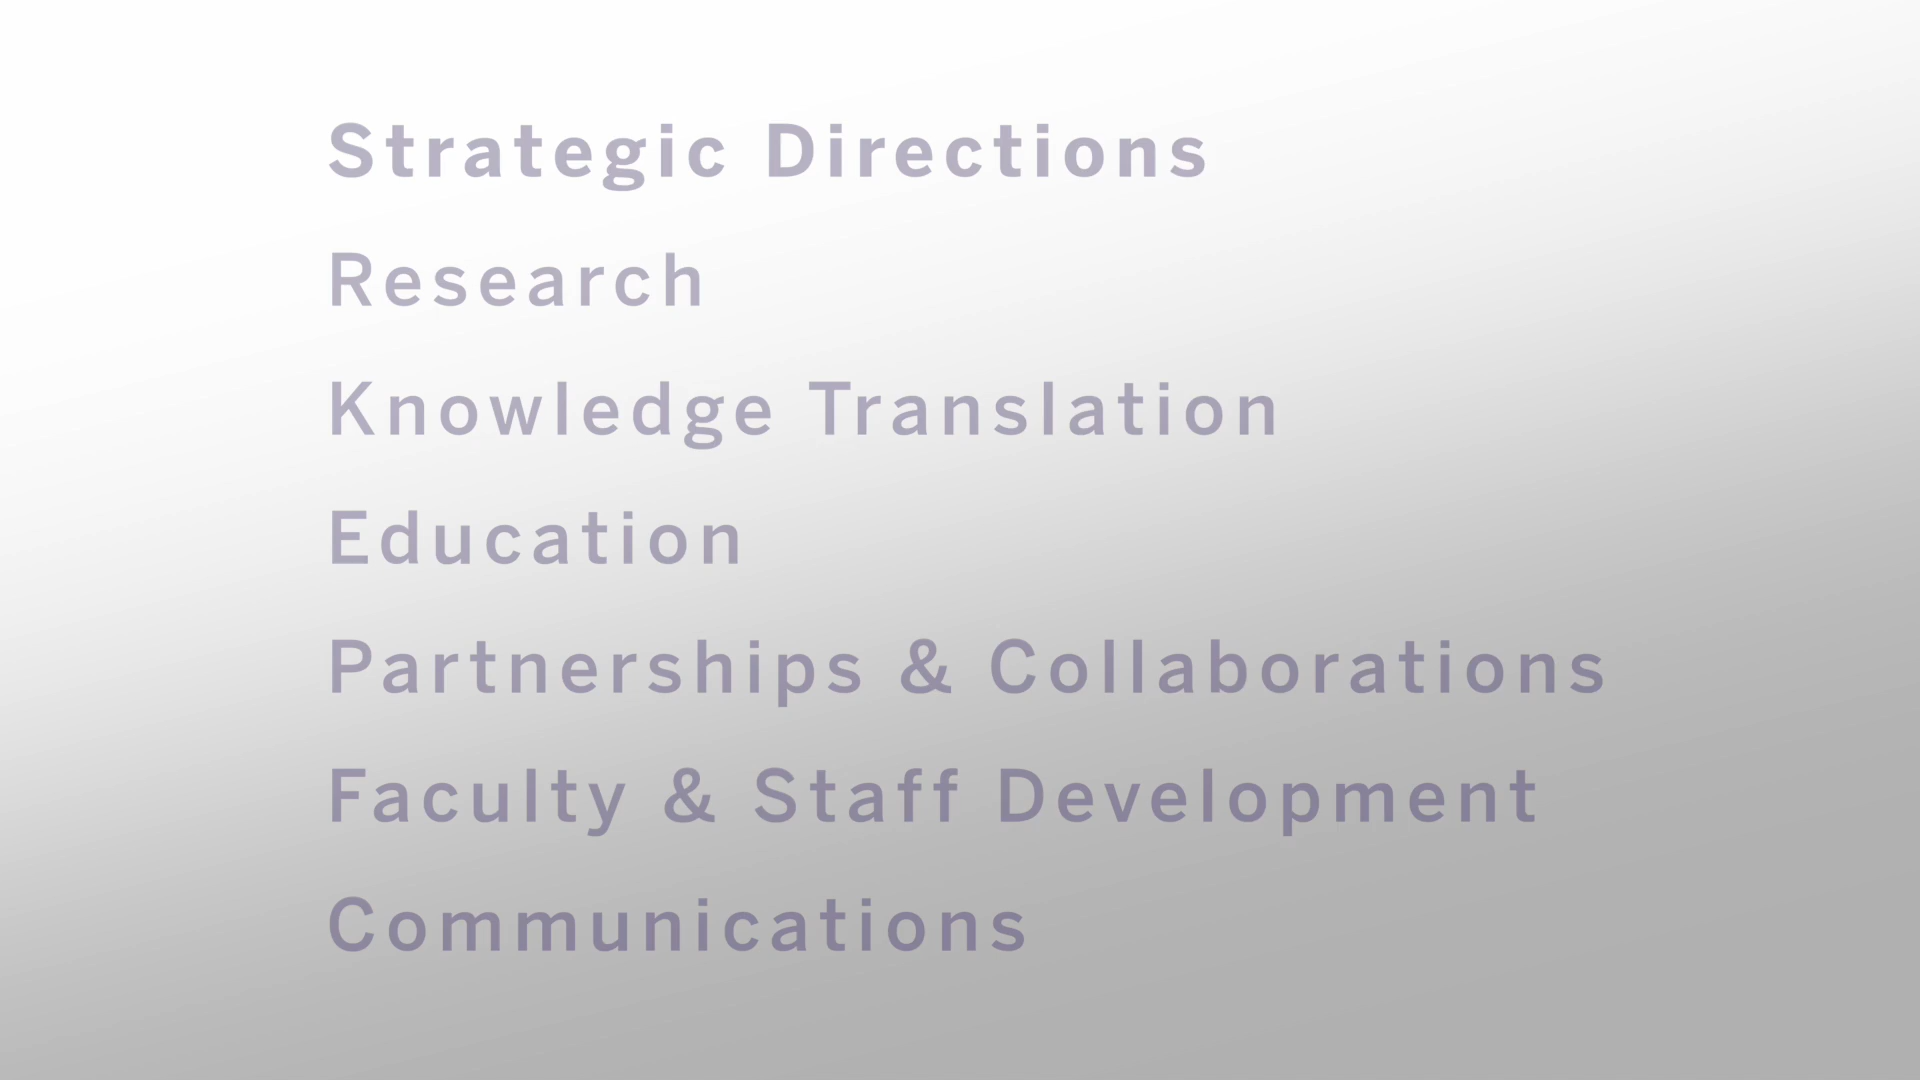 Strategic Directions
Research
Knowledge Translation
Education
Partnerships & Collaborations
Faculty & Staff Development
Communications